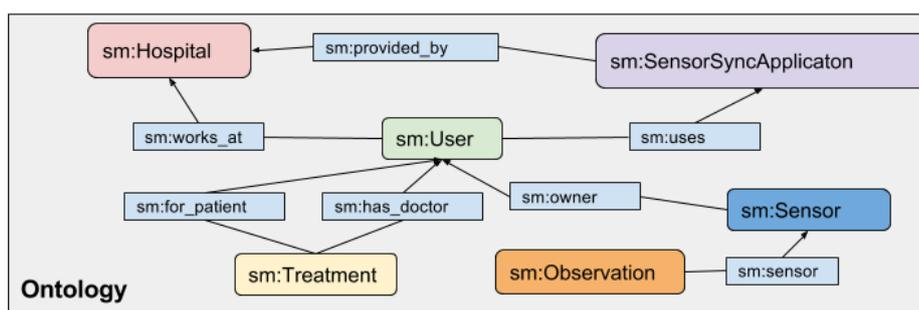 sm:Hospital
sm:provided_by
sm:SensorSyncApplicaton
sm:works_at
sm:User
sm:uses
sm:for_patient
sm:has_doctor
sm:owner
sm:Sensor
sm:Treatment
sm:Observation
sm:sensor
Ontology